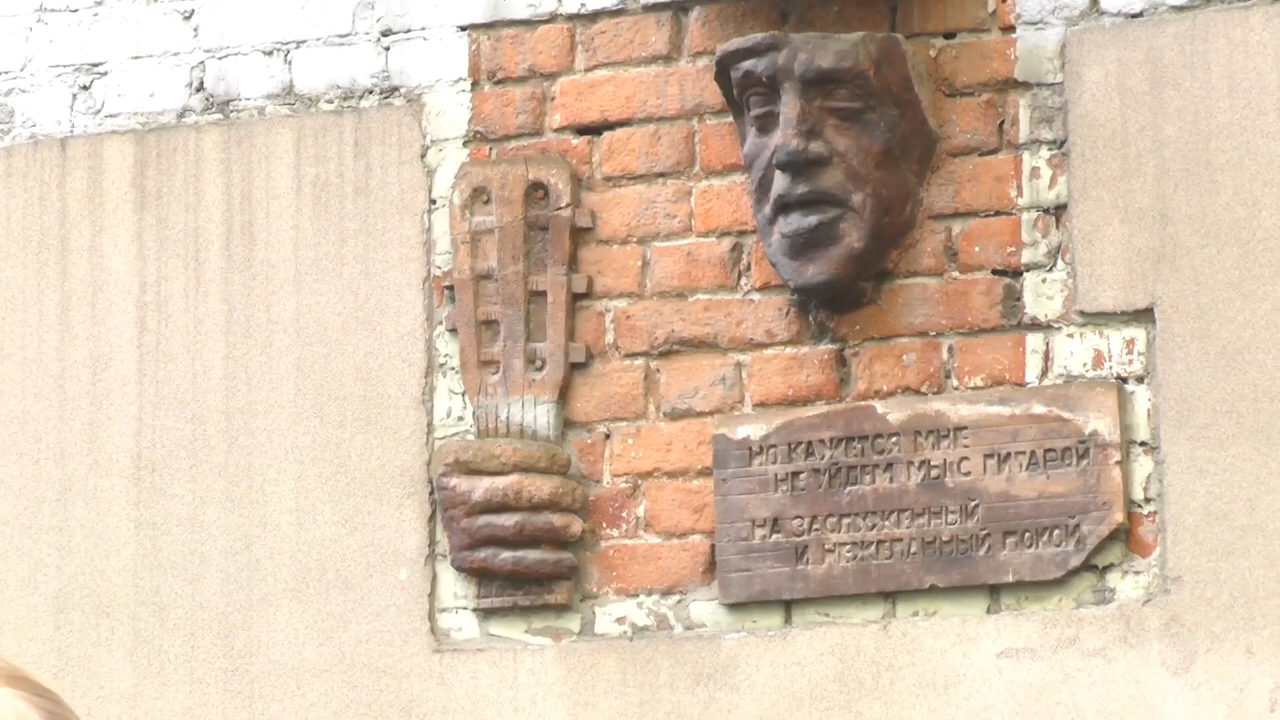 НО КАЖЕТСЯ МНЕ
НЕ УЙДЕМ МЫ С ГИТАРОЙ
НА ЗАСЛУЖЕННЫЙ
И НЕЖЕЛАННЫЙ ПОКОЙ